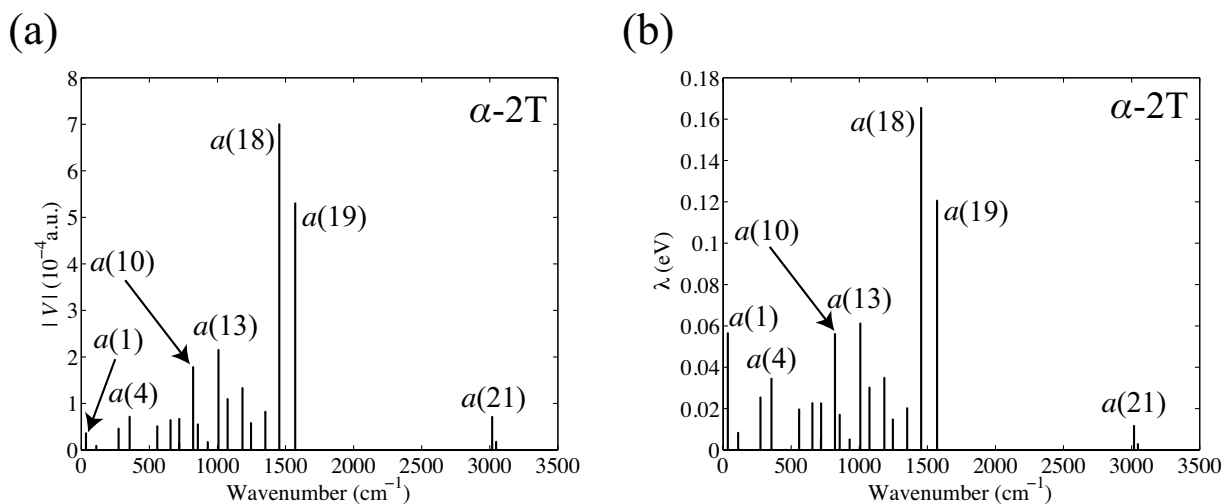 (a)
α-2T
8
7
6
5
4
3
2
1
0
| V | (10⁻⁴a.u.)
a(18)
a(19)
a(10)
a(13)
a(1)
a(4)
a(21)
0 500 1000 1500 2000 2500 3000 3500
Wavenumber (cm⁻¹)
(b)
α-2T
0.18
0.16
0.14
0.12
0.1
0.08
0.06
0.04
0.02
0
λ (eV)
a(18)
a(19)
a(10)
a(13)
a(1)
a(4)
a(21)
0 500 1000 1500 2000 2500 3000 3500
Wavenumber (cm⁻¹)